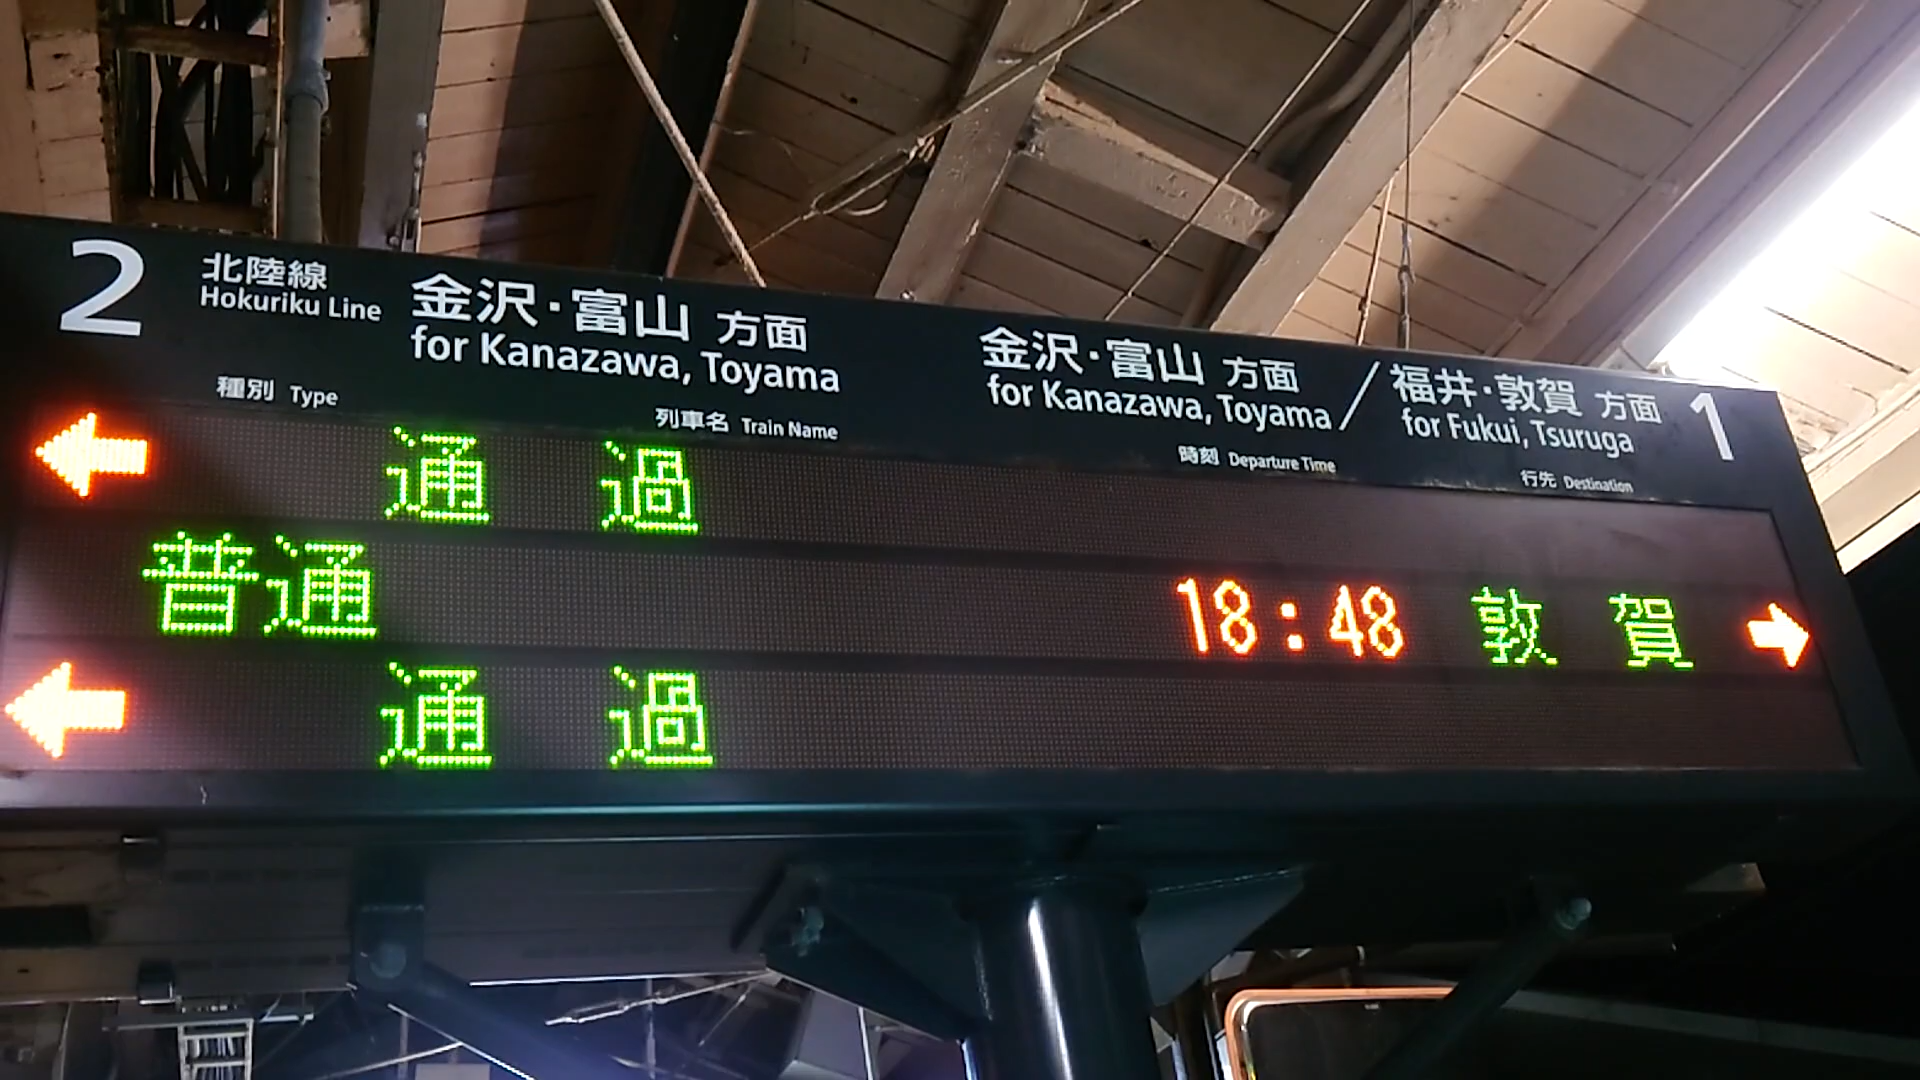 2 北陸線 金沢・富山 方面 金沢・富山 方面 / 福井・敦賀 方面 1
Hokuriku Line for Kanazawa, Toyama for Kanazawa, Toyama for Fukui, Tsuruga
種別 Type 列車名 Train Name 時刻 Departure Time 行先 Destination
← 通 過
普通 18:48 敦 賀 →
← 通 過